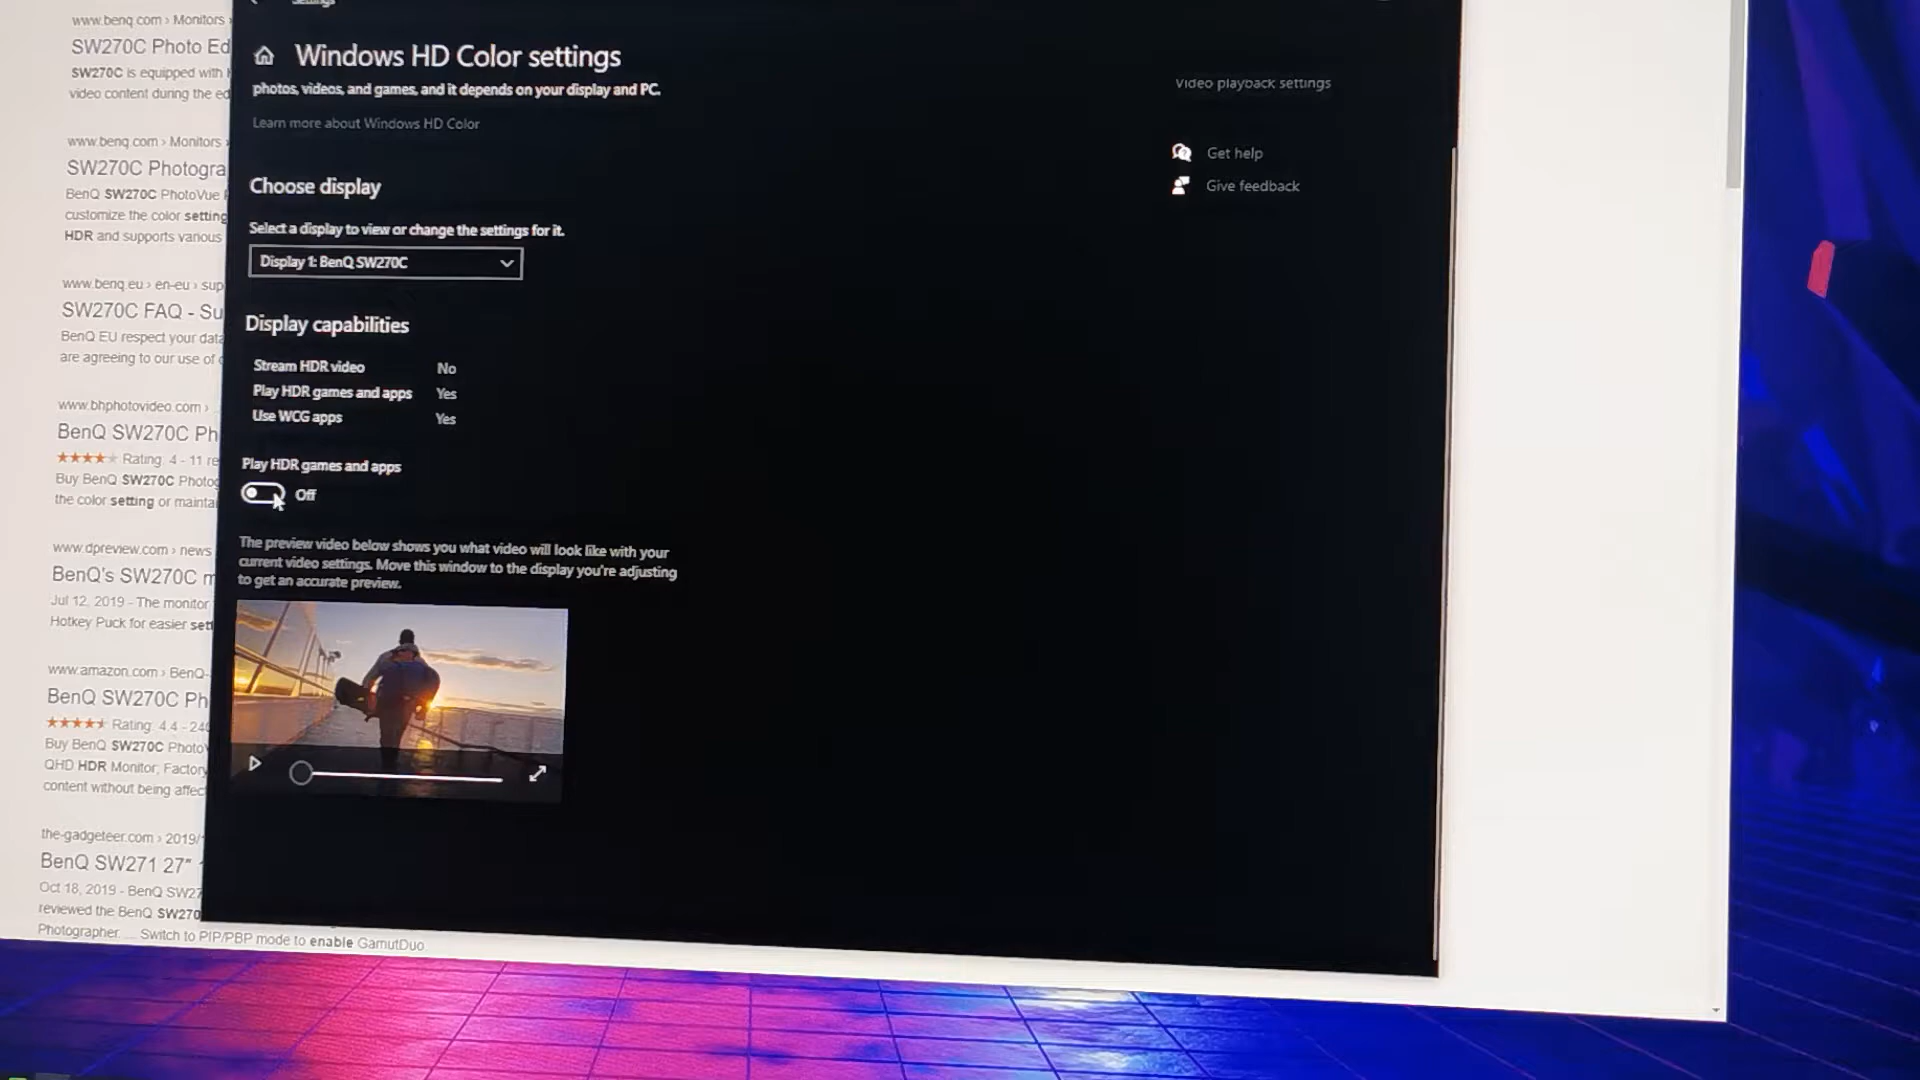 Settings
Windows HD Color settings
photos, videos, and games, and it depends on your display and PC.
Learn more about Windows HD Color
Choose display
Select a display to view or change the settings for it.
Display 1: BenQ SW270C
Display capabilities
Stream HDR video No
Play HDR games and apps Yes
Use WCG apps Yes
Play HDR games and apps
Off
The preview video below shows you what video will look like with your
current video settings. Move this window to the display you're adjusting
to get an accurate preview.
Video playback settings
Get help
Give feedback
www.benq.com › Monitors ›
SW270C Photo Ed
SW270C is equipped with
video content during the ed
www.benq.com › Monitors ›
SW270C Photogra
BenQ SW270C PhotoVue
customize the color setting
HDR and supports various
www.benq.eu › en-eu › sup
SW270C FAQ - Su
BenQ EU respect your data
are agreeing to our use of
www.bhphotovideo.com ›
BenQ SW270C Ph
Rating: 4 - 11 re
Buy BenQ SW270C Photog
the color setting or maintai
www.dpreview.com › news
BenQ's SW270C m
Jul 12, 2019 - The monitor
Hotkey Puck for easier sett
www.amazon.com › BenQ-
BenQ SW270C Ph
Rating: 4.4 - 240
Buy BenQ SW270C PhotoV
QHD HDR Monitor, Factory
content without being affec
the-gadgeteer.com › 2019/
BenQ SW271 27"
Oct 18, 2019 - BenQ SW27
reviewed the BenQ SW270
Photographer. ... Switch to PIP/PBP mode to enable GamutDuo.